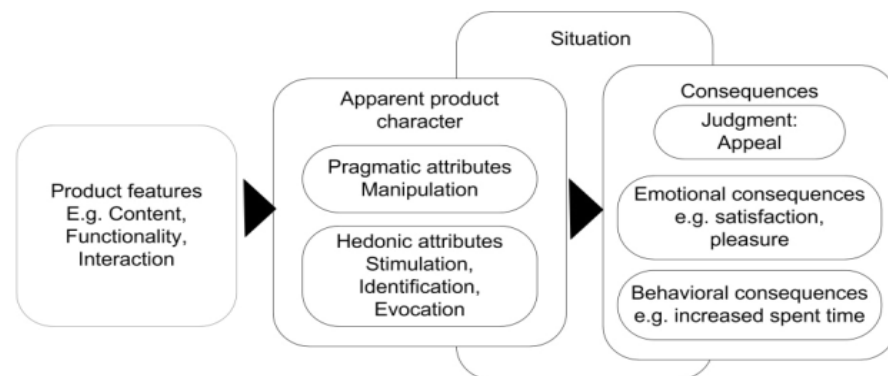 Situation
Product features
E.g. Content,
Functionality,
Interaction
Apparent product
character
Pragmatic attributes
Manipulation
Hedonic attributes
Stimulation,
Identification,
Evocation
Consequences
Judgment:
Appeal
Emotional consequences
e.g. satisfaction,
pleasure
Behavioral consequences
e.g. increased spent time